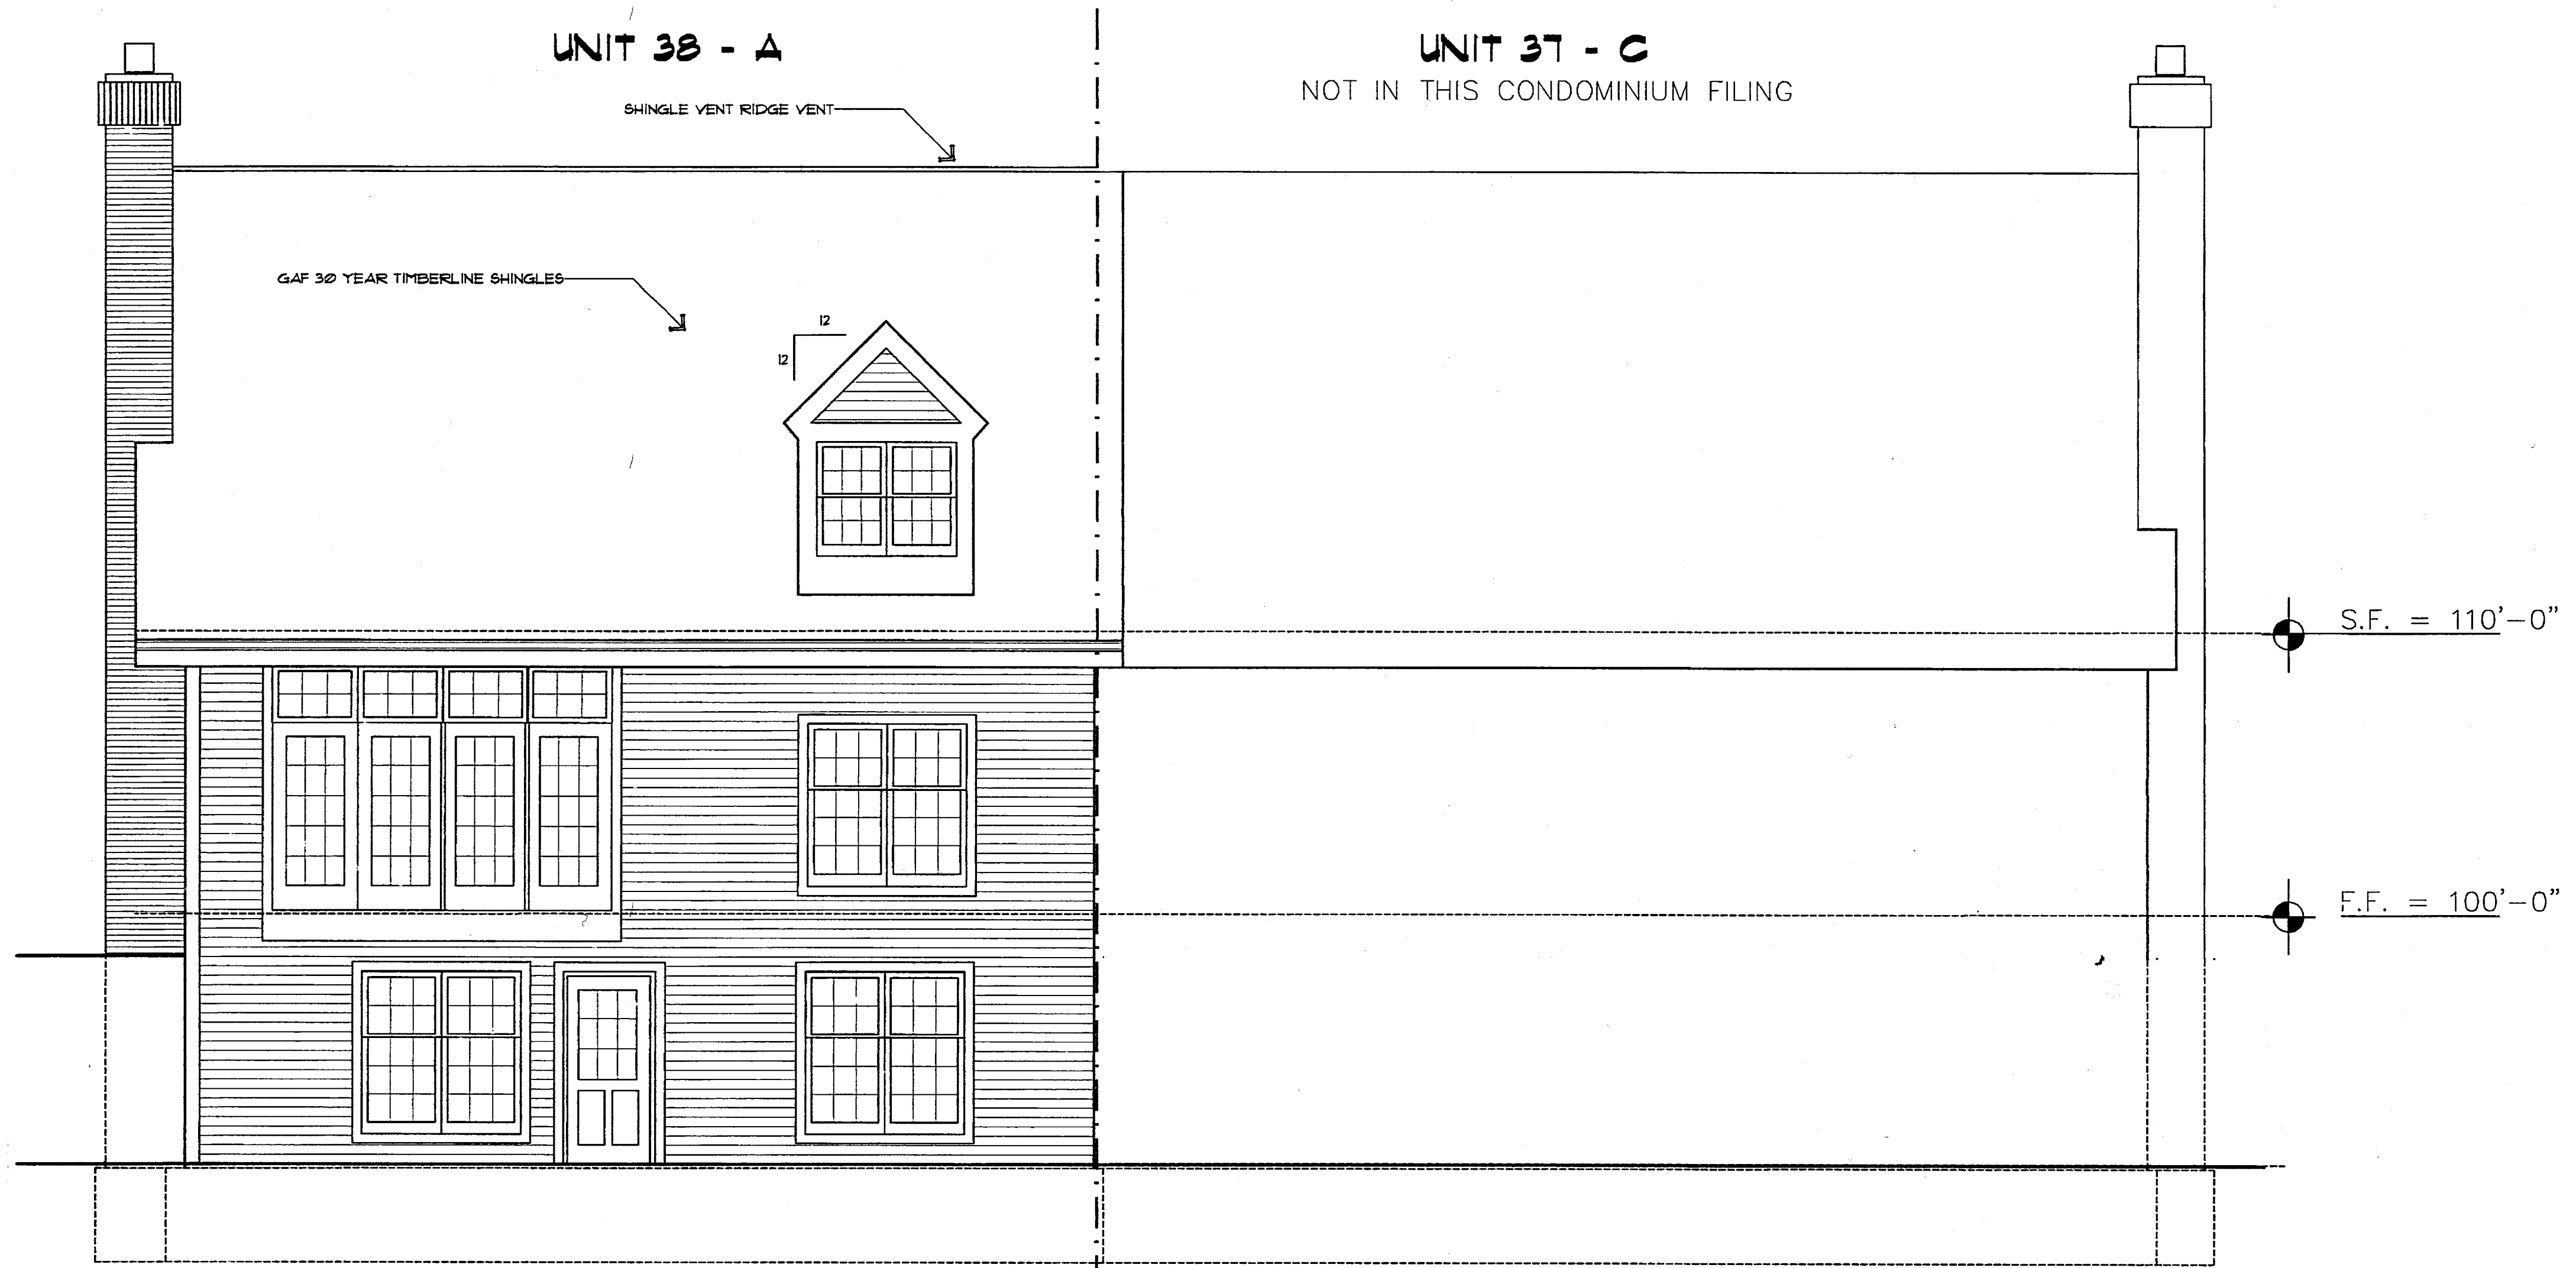 UNIT 38 - A
UNIT 37 - C
NOT IN THIS CONDOMINIUM FILING
SHINGLE VENT RIDGE VENT
GAF 30 YEAR TIMBERLINE SHINGLES
12
12
S.F. = 110'-0"
F.F. = 100'-0"